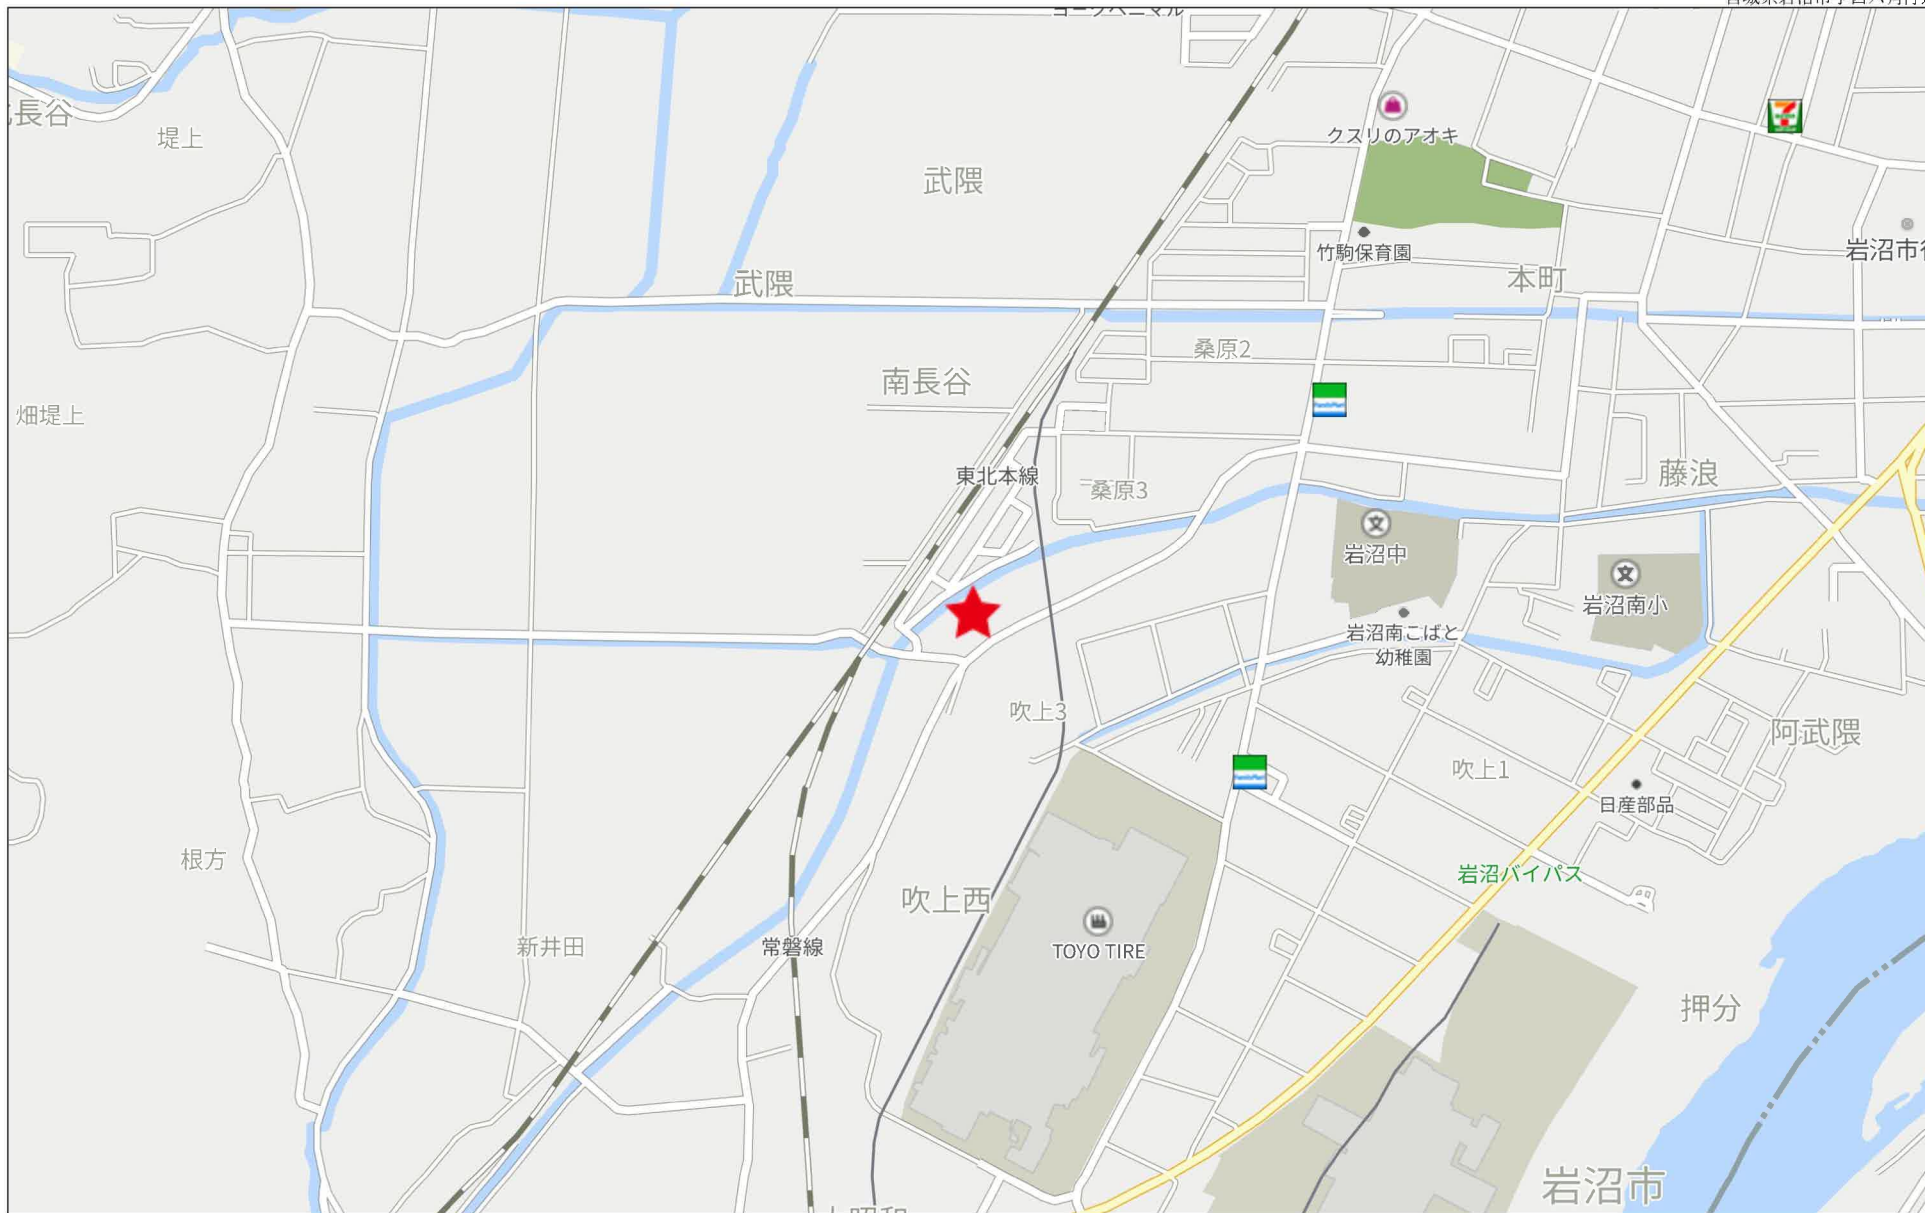 長谷
堤上
武隈
クスリのアオキ
竹駒保育園
岩沼市
本町
武隈
桑原2
南長谷
畑堤上
東北本線
桑原3
藤浪
岩沼中
岩沼南小
岩沼南こばと
幼稚園
吹上3
阿武隈
吹上1
日産部品
根方
岩沼バイパス
吹上西
TOYO TIRE
新井田
常磐線
押分
岩沼市